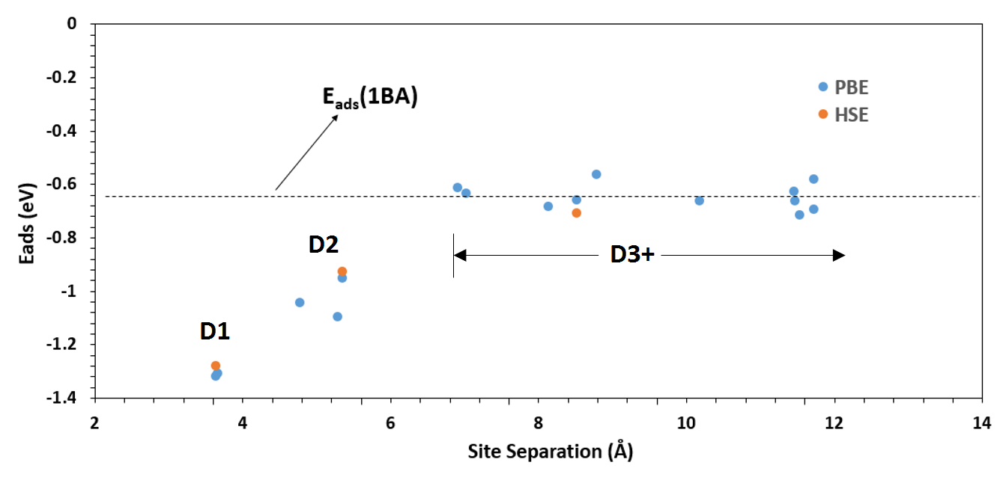 0
-0.2
-0.4
-0.6
-0.8
-1
-1.2
-1.4
Eads (eV)
Eads(1BA)
PBE
HSE
D2
D3+
D1
2 4 6 8 10 12 14
Site Separation (Å)